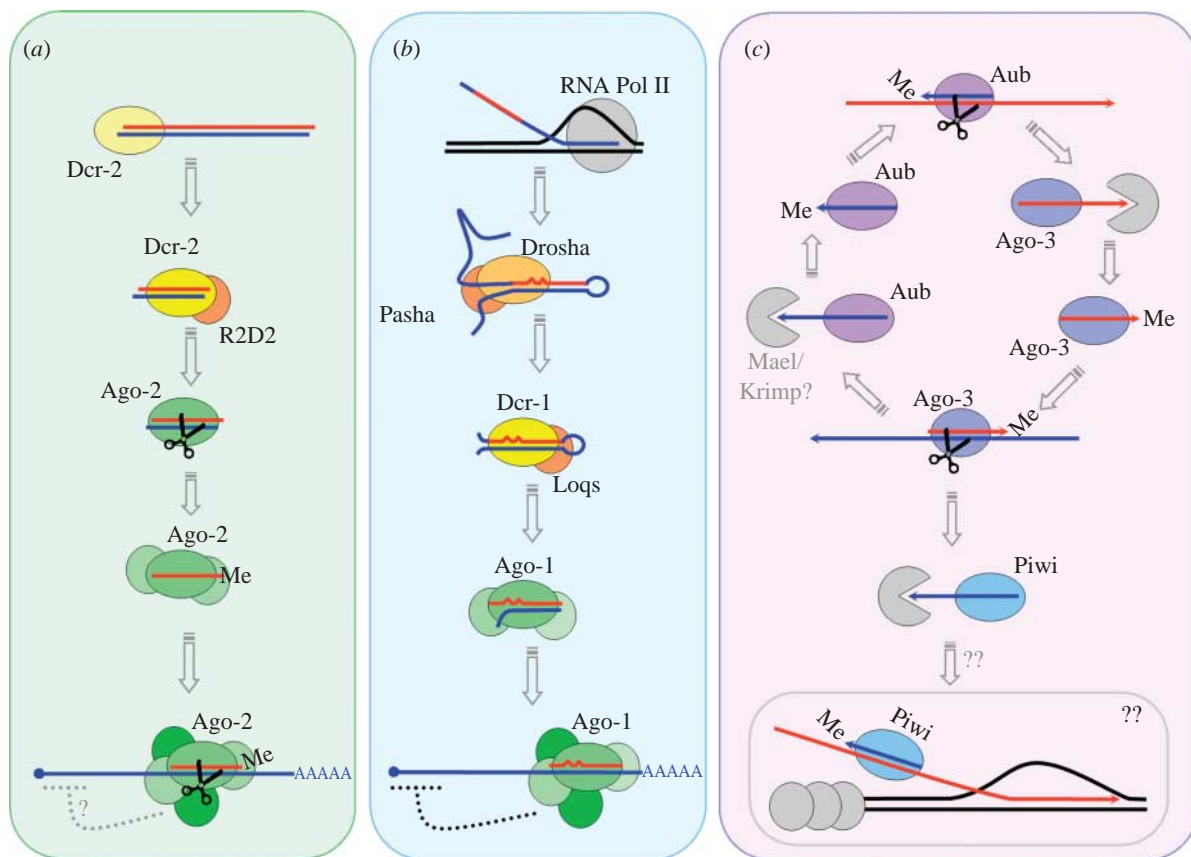 (a)
Dcr-2
Dcr-2
R2D2
Ago-2
Ago-2
Me
Ago-2
Me
AAAAA
?
(b)
RNA Pol II
Drosha
Pasha
Dcr-1
Loqs
Ago-1
Ago-1
AAAAA
(c)
Me
Aub
Aub
Me
Ago-3
Aub
Me
Ago-3
Mael/
Krimp?
Ago-3
Me
Piwi
??
??
Me
Piwi